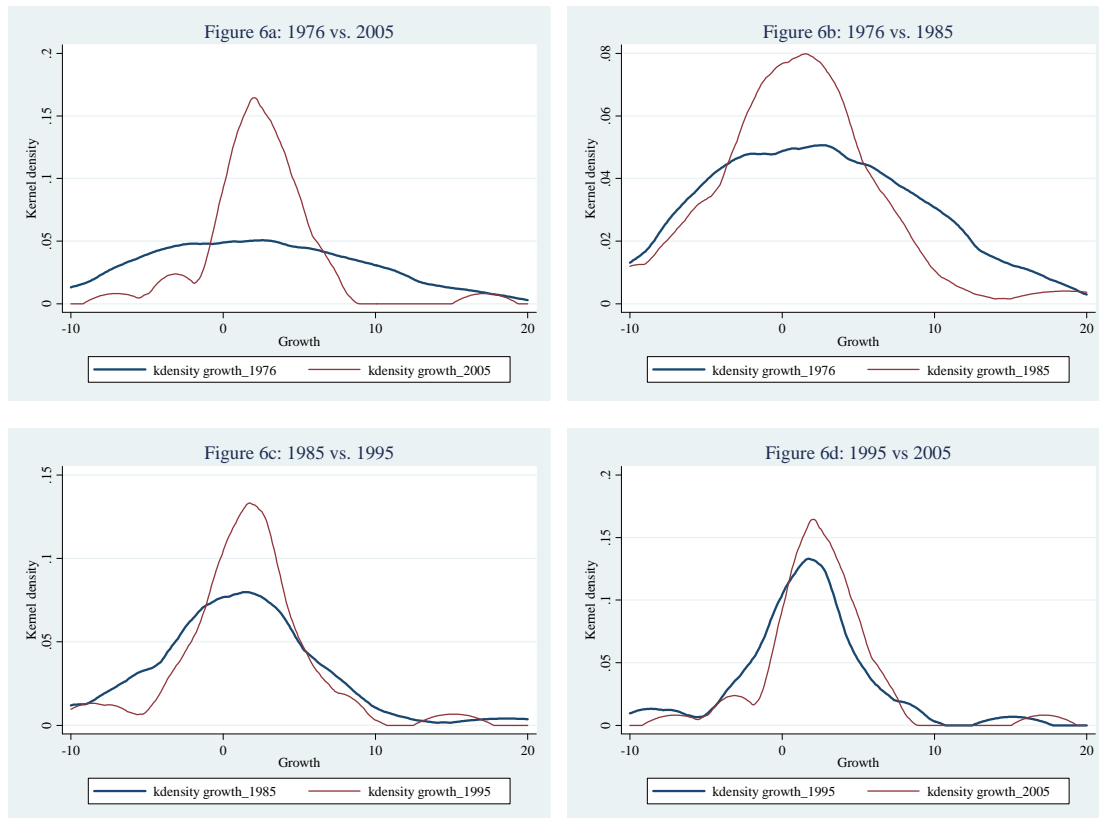 Figure 6a: 1976 vs. 2005
Kernel density
.2
.15
.1
.05
0
-10 0 10 20
Growth
kdensity growth_1976 kdensity growth_2005
Figure 6b: 1976 vs. 1985
Kernel density
.08
.06
.04
.02
0
-10 0 10 20
Growth
kdensity growth_1976 kdensity growth_1985
Figure 6c: 1985 vs. 1995
Kernel density
.15
.1
.05
0
-10 0 10 20
Growth
kdensity growth_1985 kdensity growth_1995
Figure 6d: 1995 vs 2005
Kernel density
.2
.15
.1
.05
0
-10 0 10 20
Growth
kdensity growth_1995 kdensity growth_2005